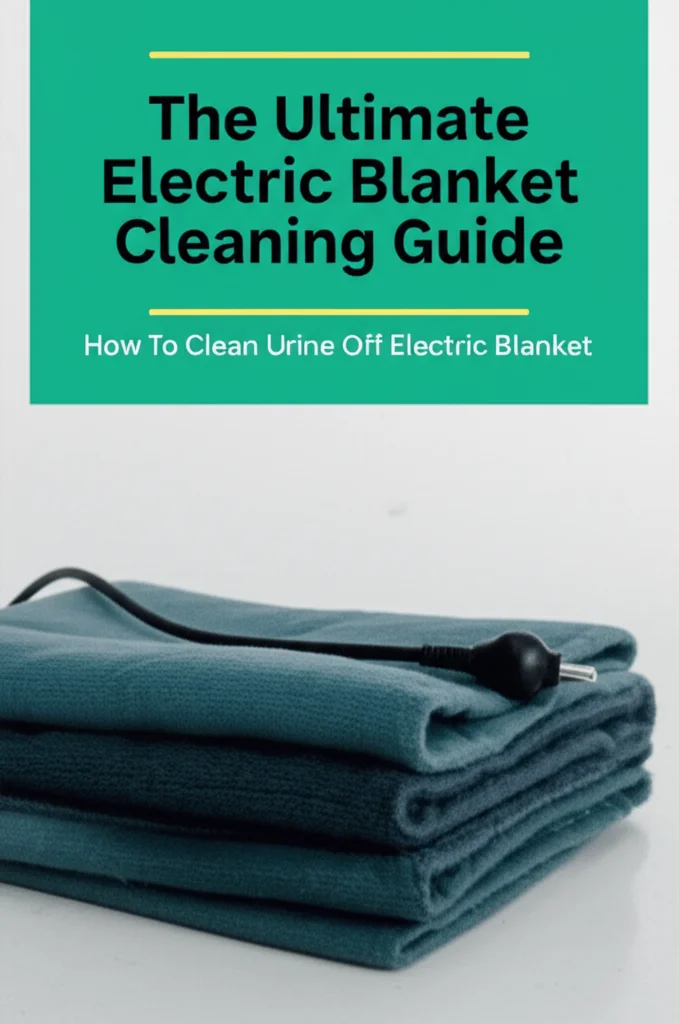 The Ultimate
Electric Blanket
Cleaning Guide
How To Clean Urine Off Electric Blanket